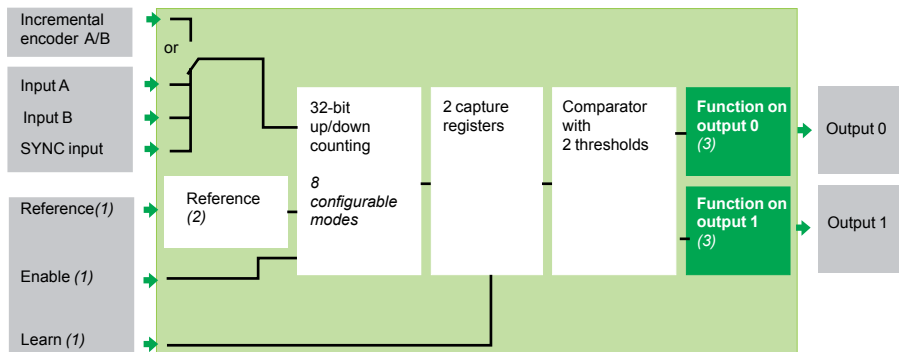 Incremental
encoder A/B
or
Input A
Input B
SYNC input
Reference(1)
Enable (1)
Learn (1)
Reference
(2)
32-bit
up/down
counting
8
configurable
modes
2 capture
registers
Comparator
with
2 thresholds
Function on
output 0
(3)
Function on
output 1
(3)
Output 0
Output 1